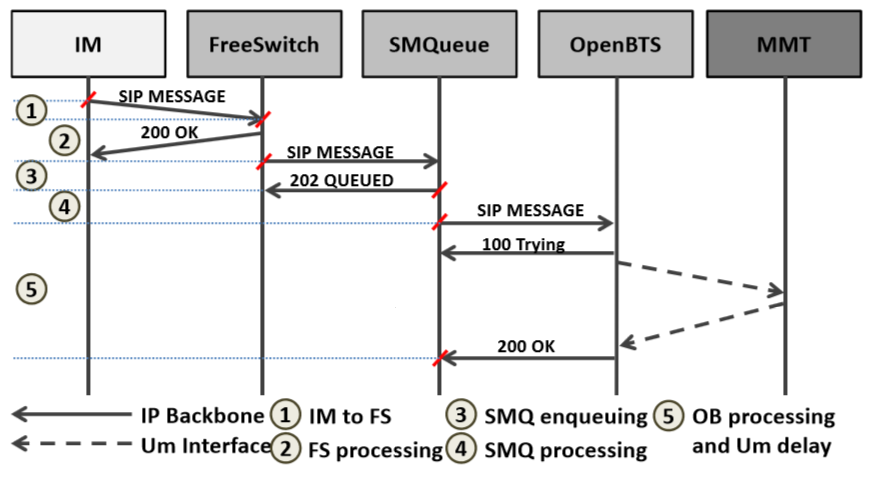 IM FreeSwitch SMQueue OpenBTS MMT
SIP MESSAGE
1
200 OK
2
SIP MESSAGE
3
202 QUEUED
4
SIP MESSAGE
100 Trying
5
200 OK
IP Backbone 1 IM to FS 3 SMQ enqueuing 5 OB processing
Um Interface 2 FS processing 4 SMQ processing and Um delay